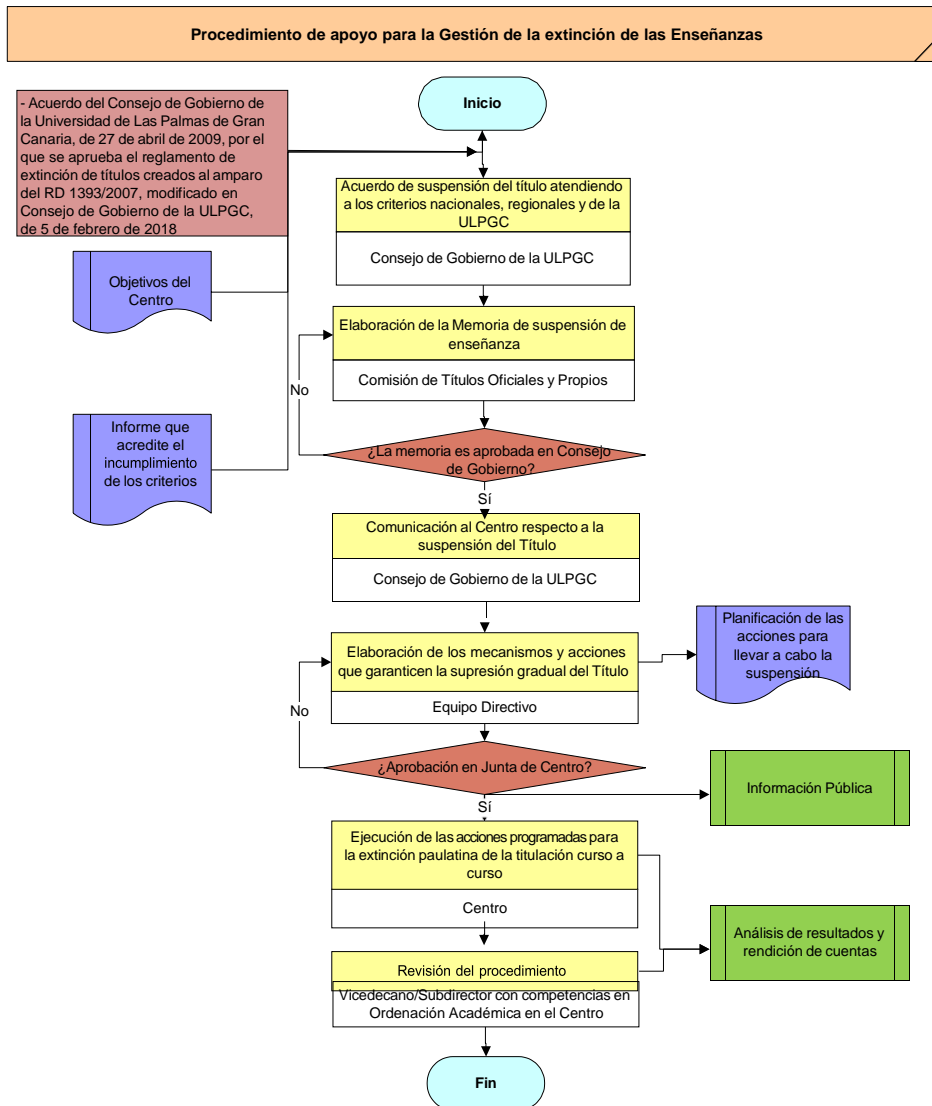 Procedimiento de apoyo para la Gestión de la extinción de las Enseñanzas
Inicio
- Acuerdo del Consejo de Gobierno de
la Universidad de Las Palmas de Gran
Canaria, de 27 de abril de 2009, por el
que se aprueba el reglamento de
extinción de títulos creados al amparo
del RD 1393/2007, modificado en
Consejo de Gobierno de la ULPGC,
de 5 de febrero de 2018
Acuerdo de suspensión del título atendiendo
a los criterios nacionales, regionales y de la
ULPGC
Consejo de Gobierno de la ULPGC
Objetivos del
Centro
Elaboración de la Memoria de suspensión de
enseñanza
Comisión de Títulos Oficiales y Propios
No
Informe que
acredite el
incumplimiento
de los criterios
¿La memoria es aprobada en Consejo
de Gobierno?
Sí
Comunicación al Centro respecto a la
suspensión del Título
Consejo de Gobierno de la ULPGC
Elaboración de los mecanismos y acciones
que garanticen la supresión gradual del Título
Equipo Directivo
Planificación de las
acciones para
llevar a cabo la
suspensión
No
¿Aprobación en Junta de Centro?
Información Pública
Sí
Ejecución de las acciones programadas para
la extinción paulatina de la titulación curso a
curso
Centro
Análisis de resultados y
rendición de cuentas
Revisión del procedimiento
Vicedecano/Subdirector con competencias en
Ordenación Académica en el Centro
Fin